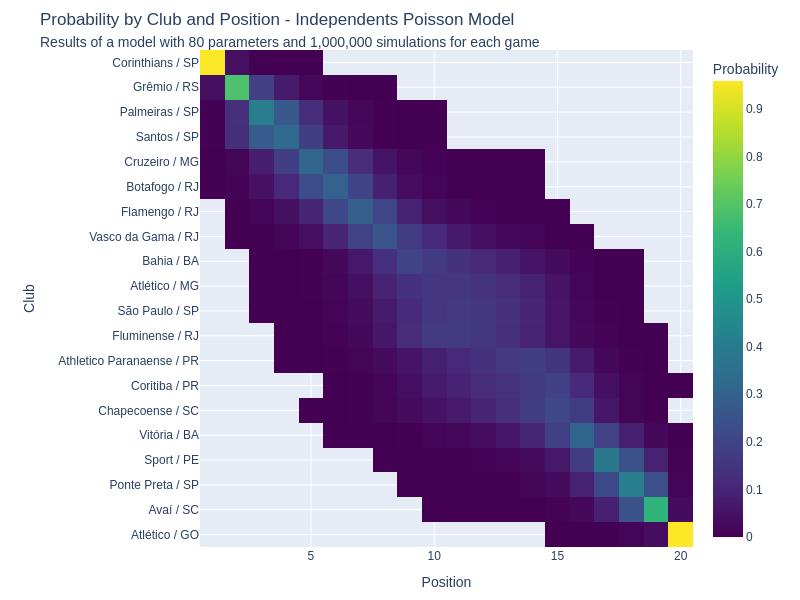 Probability by Club and Position - Independents Poisson Model
Results of a model with 80 parameters and 1,000,000 simulations for each game
Probability
Corinthians / SP
Grêmio / RS
Palmeiras / SP
Santos / SP
Cruzeiro / MG
Botafogo / RJ
Flamengo / RJ
Vasco da Gama / RJ
Bahia / BA
Atlético / MG
São Paulo / SP
Fluminense / RJ
Athletico Paranaense / PR
Coritiba / PR
Chapecoense / SC
Vitória / BA
Sport / PE
Ponte Preta / SP
Avaí / SC
Atlético / GO
Club
5 10 15 20
Position
0.9
0.8
0.7
0.6
0.5
0.4
0.3
0.2
0.1
0